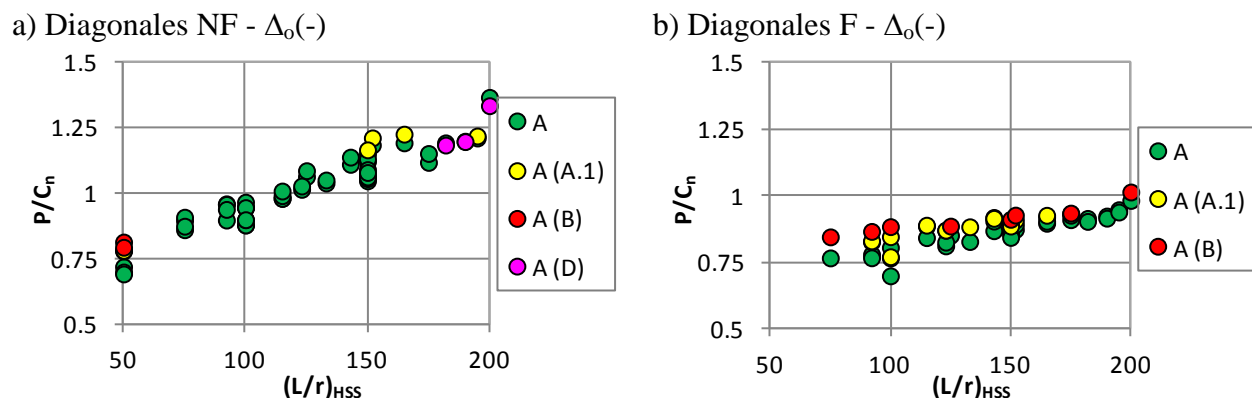 a) Diagonales NF - Δo(-)
1.5
1.25
1
0.75
0.5
P/Cn
50
100
150
200
(L/r)HSS
A
A (A.1)
A (B)
A (D)
b) Diagonales F - Δo(-)
1.5
1.25
1
0.75
0.5
P/Cn
50
100
150
200
(L/r)HSS
A
A (A.1)
A (B)